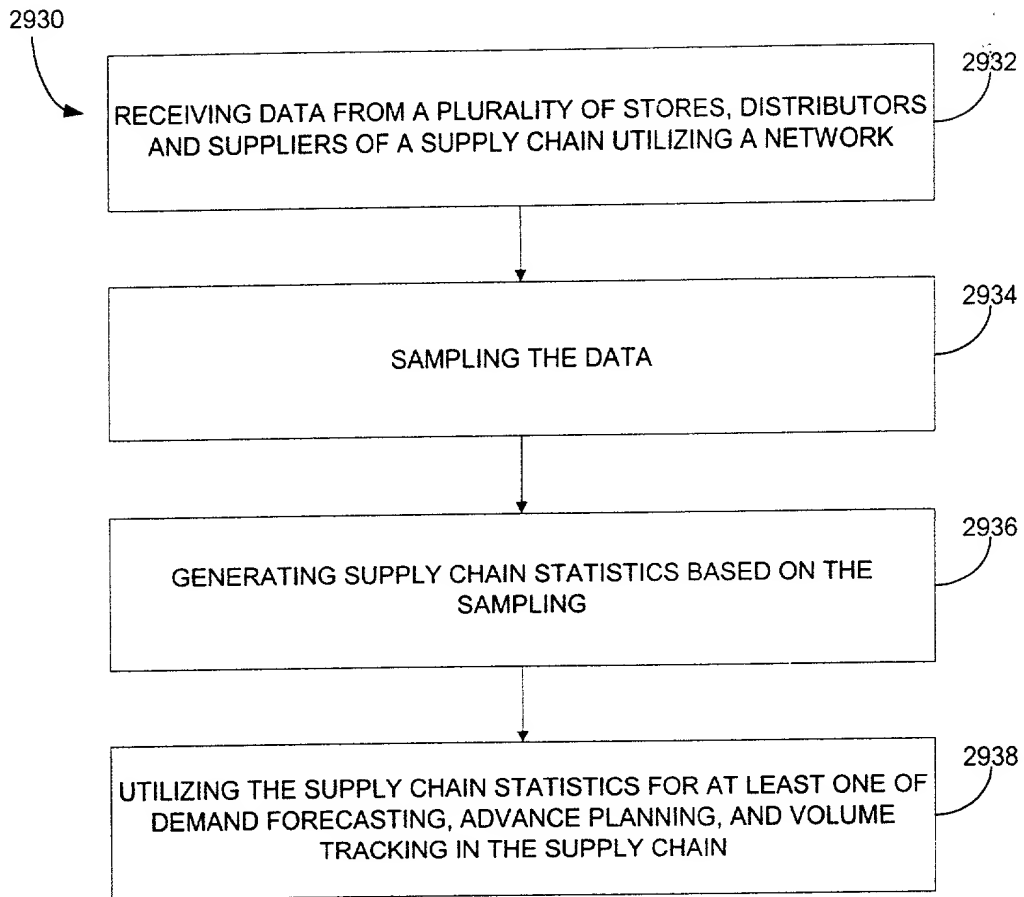 2930
2932
RECEIVING DATA FROM A PLURALITY OF STORES, DISTRIBUTORS
AND SUPPLIERS OF A SUPPLY CHAIN UTILIZING A NETWORK
2934
SAMPLING THE DATA
2936
GENERATING SUPPLY CHAIN STATISTICS BASED ON THE
SAMPLING
2938
UTILIZING THE SUPPLY CHAIN STATISTICS FOR AT LEAST ONE OF
DEMAND FORECASTING, ADVANCE PLANNING, AND VOLUME
TRACKING IN THE SUPPLY CHAIN